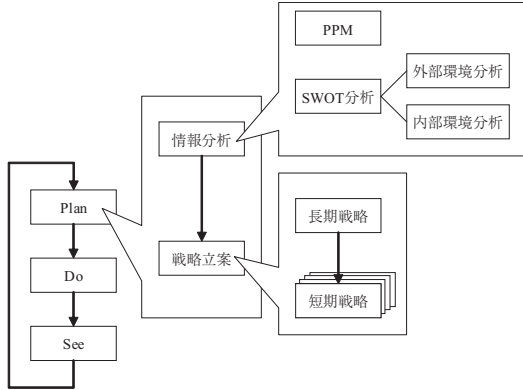 PPM
外部環境分析
SWOT分析
内部環境分析
情報分析
Plan
長期戦略
戦略立案
Do
短期戦略
See